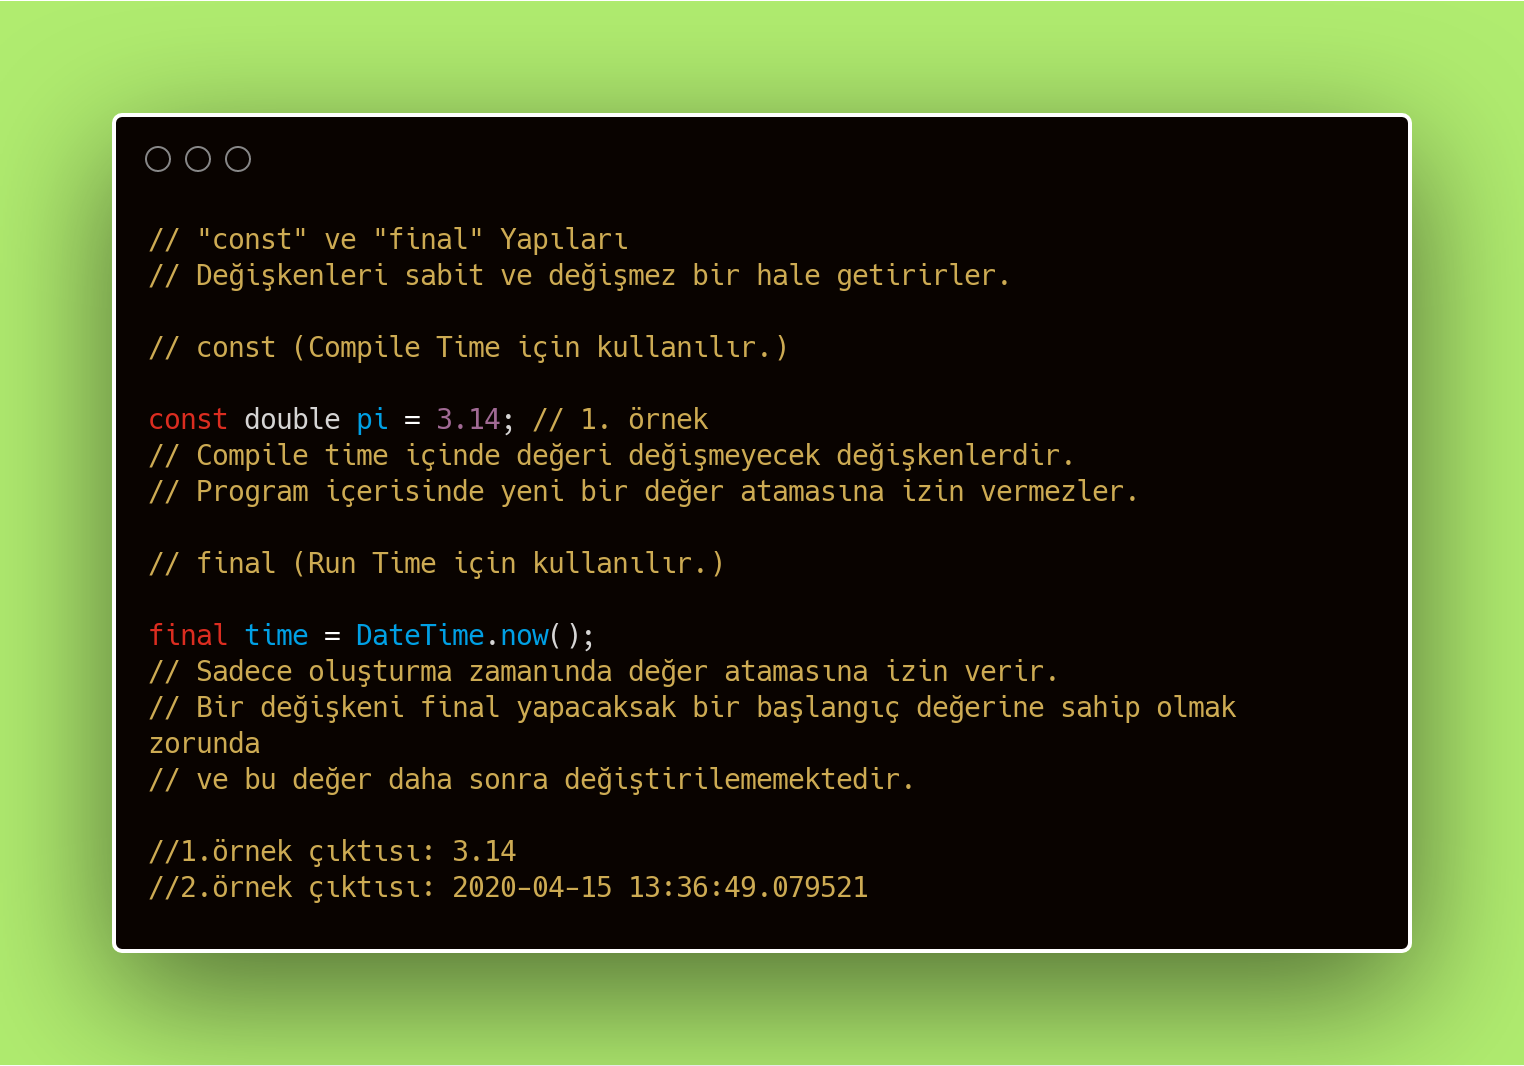 // "const" ve "final" Yapıları
// Değişkenleri sabit ve değişmez bir hale getirirler.
// const (Compile Time için kullanılır.)
const double pi = 3.14; // 1. örnek
// Compile time içinde değeri değişmeyecek değişkenlerdir.
// Program içerisinde yeni bir değer atamasına izin vermezler.
// final (Run Time için kullanılır.)
final time = DateTime.now();
// Sadece oluşturma zamanında değer atamasına izin verir.
// Bir değişkeni final yapacaksak bir başlangıç değerine sahip olmak
zorunda
// ve bu değer daha sonra değiştirilememektedir.
//1.örnek çıktısı: 3.14
//2.örnek çıktısı: 2020-04-15 13:36:49.079521